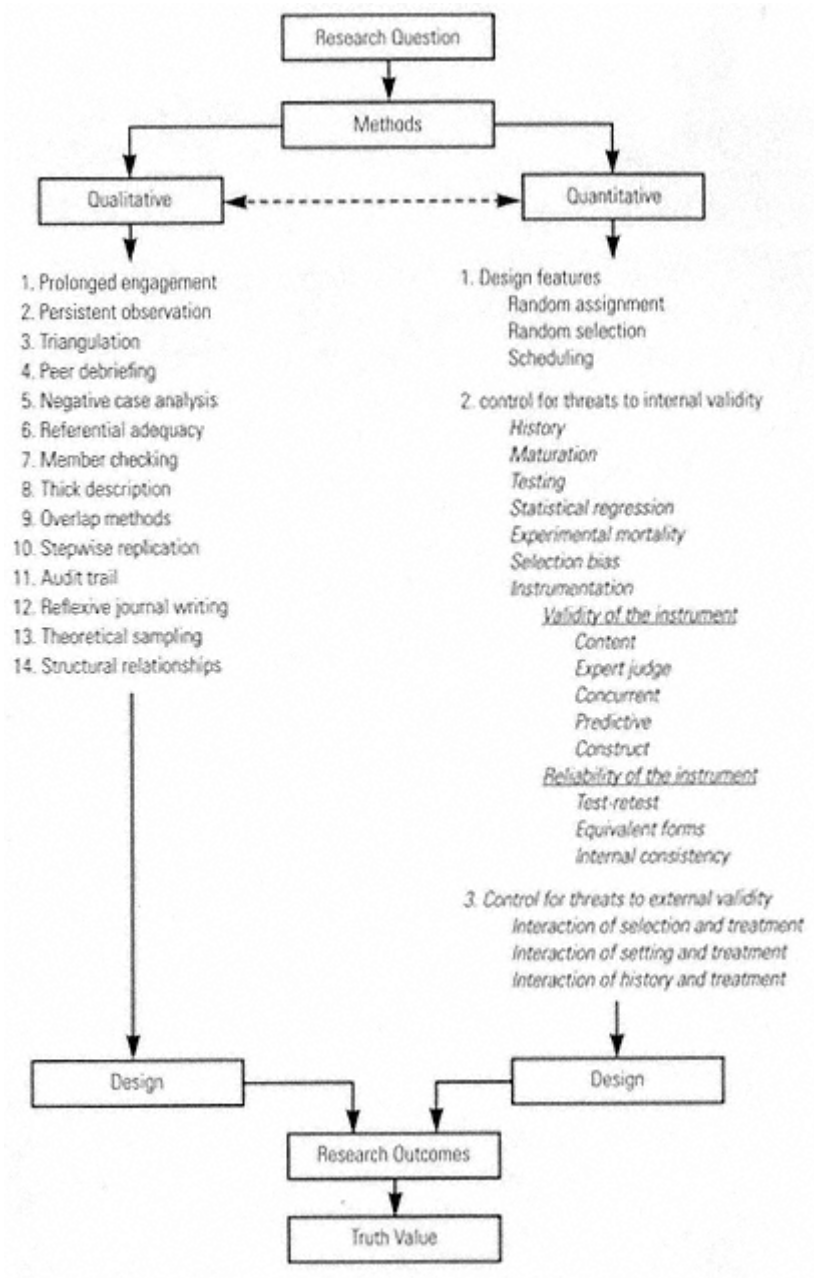 Research Question
Methods
Qualitative
Quantitative
1. Prolonged engagement
2. Persistent observation
3. Triangulation
4. Peer debriefing
5. Negative case analysis
6. Referential adequacy
7. Member checking
8. Thick description
9. Overlap methods
10. Stepwise replication
11. Audit trail
12. Reflexive journal writing
13. Theoretical sampling
14. Structural relationships
1. Design features
Random assignment
Random selection
Scheduling
2. control for threats to internal validity
History
Maturation
Testing
Statistical regression
Experimental mortality
Selection bias
Instrumentation
Validity of the instrument
Content
Expert judge
Concurrent
Predictive
Construct
Reliability of the instrument
Test-retest
Equivalent forms
Internal consistency
3. Control for threats to external validity
Interaction of selection and treatment
Interaction of setting and treatment
Interaction of history and treatment
Design
Design
Research Outcomes
Truth Value